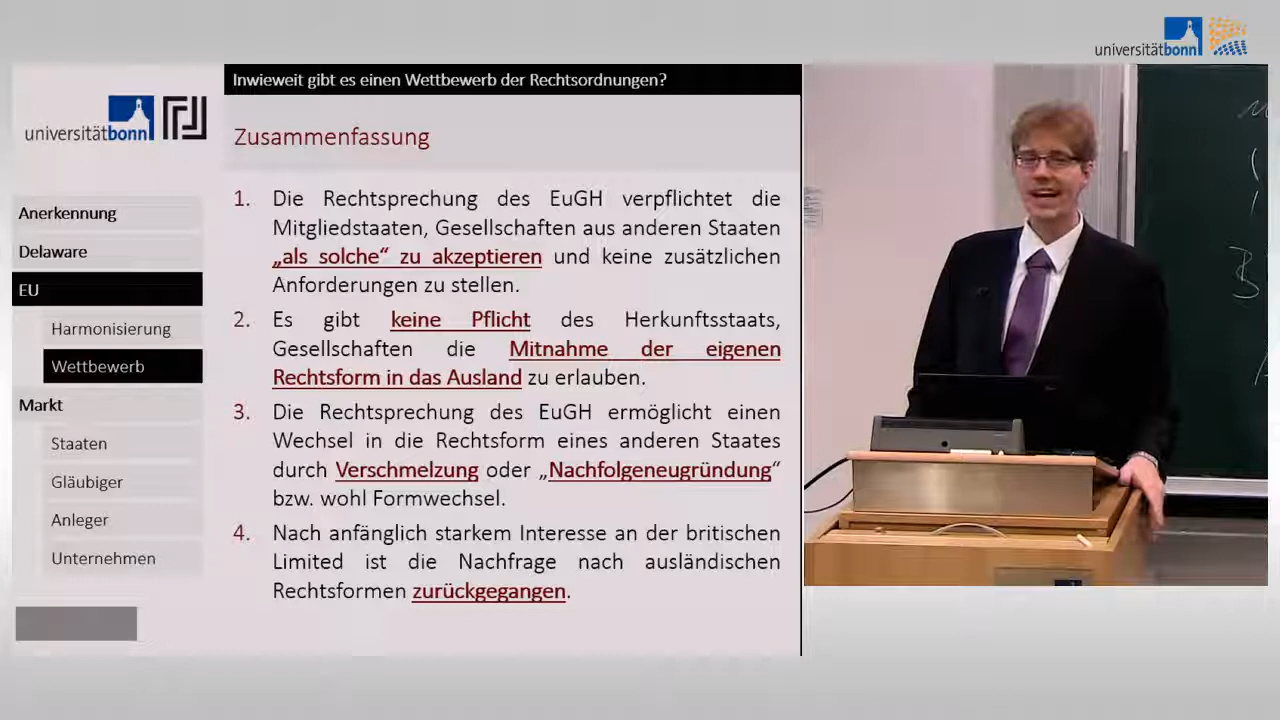 universitätbonn
Inwieweit gibt es einen Wettbewerb der Rechtsordnungen?
universitätbonn
Zusammenfassung
Anerkennung
Delaware
EU
Harmonisierung
Wettbewerb
Markt
Staaten
Gläubiger
Anleger
Unternehmen
1. Die Rechtsprechung des EuGH verpflichtet die
Mitgliedstaaten, Gesellschaften aus anderen Staaten
„als solche“ zu akzeptieren und keine zusätzlichen
Anforderungen zu stellen.
2. Es gibt keine Pflicht des Herkunftsstaats,
Gesellschaften die Mitnahme der eigenen
Rechtsform in das Ausland zu erlauben.
3. Die Rechtsprechung des EuGH ermöglicht einen
Wechsel in die Rechtsform eines anderen Staates
durch Verschmelzung oder „Nachfolgeneugründung“
bzw. wohl Formwechsel.
4. Nach anfänglich starkem Interesse an der britischen
Limited ist die Nachfrage nach ausländischen
Rechtsformen zurückgegangen.